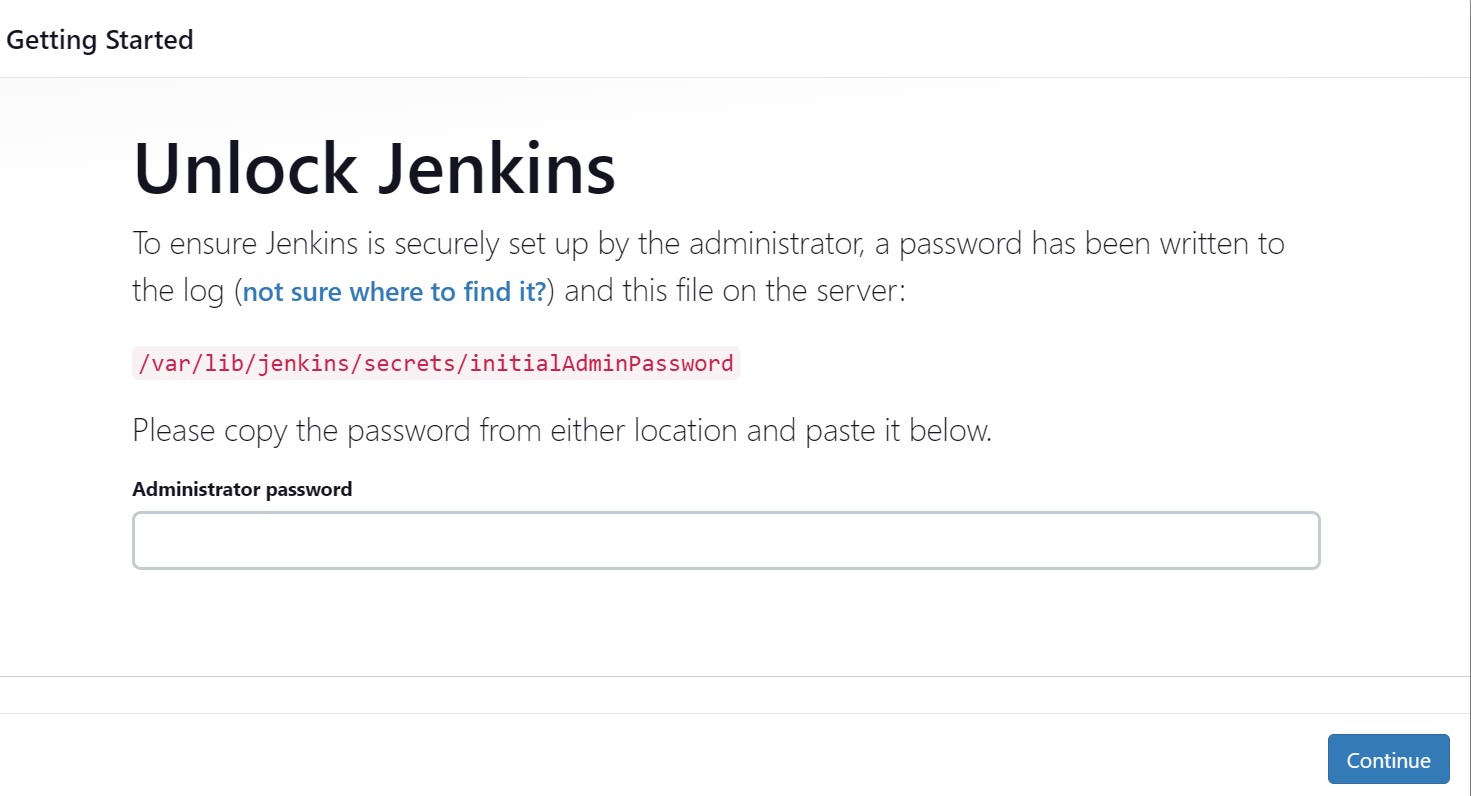 Getting Started
Unlock Jenkins
To ensure Jenkins is securely set up by the administrator, a password has been written to
the log (not sure where to find it?) and this file on the server:
/var/lib/jenkins/secrets/initialAdminPassword
Please copy the password from either location and paste it below.
Administrator password
Continue